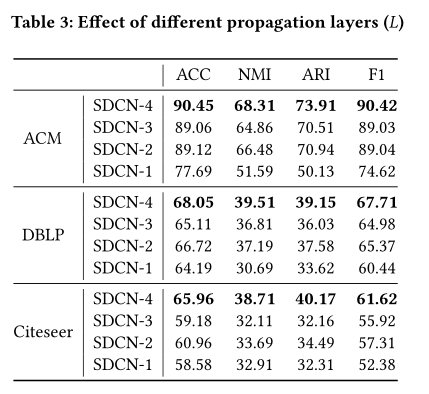 Table 3: Effect of different propagation layers (L)
ACC NMI ARI F1
ACM
SDCN-4 90.45 68.31 73.91 90.42
SDCN-3 89.06 64.86 70.51 89.03
SDCN-2 89.12 66.48 70.94 89.04
SDCN-1 77.69 51.59 50.13 74.62
DBLP
SDCN-4 68.05 39.51 39.15 67.71
SDCN-3 65.11 36.81 36.03 64.98
SDCN-2 66.72 37.19 37.58 65.37
SDCN-1 64.19 30.69 33.62 60.44
Citeseer
SDCN-4 65.96 38.71 40.17 61.62
SDCN-3 59.18 32.11 32.16 55.92
SDCN-2 60.96 33.69 34.49 57.31
SDCN-1 58.58 32.91 32.31 52.38